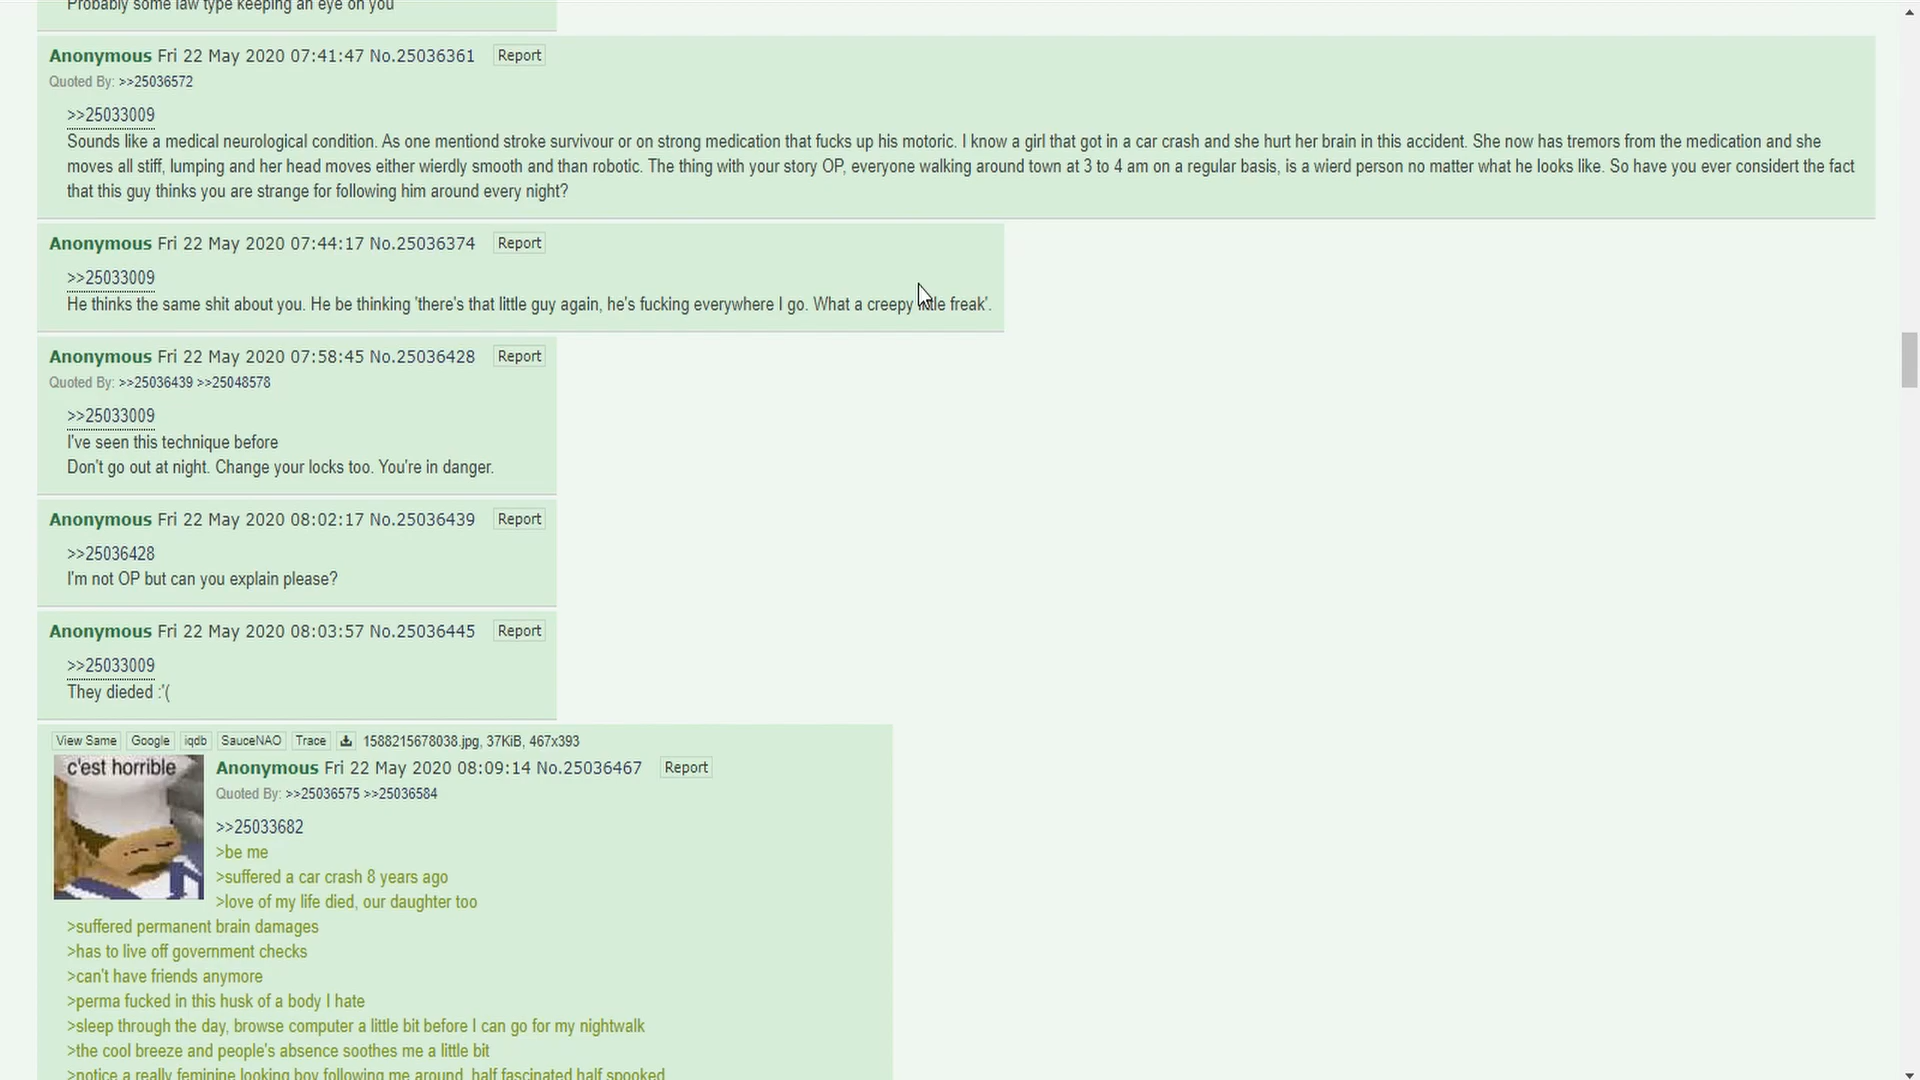 Probably some law type keeping an eye on you
Anonymous Fri 22 May 2020 07:41:47 No.25036361 Report
Quoted By: >>25036572
>>25033009
Sounds like a medical neurological condition. As one mentiond stroke survivour or on strong medication that fucks up his motoric. I know a girl that got in a car crash and she hurt her brain in this accident. She now has tremors from the medication and she
moves all stiff, lumping and her head moves either wierdly smooth and than robotic. The thing with your story OP, everyone walking around town at 3 to 4 am on a regular basis, is a wierd person no matter what he looks like. So have you ever considert the fact
that this guy thinks you are strange for following him around every night?
Anonymous Fri 22 May 2020 07:44:17 No.25036374 Report
>>25033009
He thinks the same shit about you. He be thinking 'there's that little guy again, he's fucking everywhere I go. What a creepy little freak'.
Anonymous Fri 22 May 2020 07:58:45 No.25036428 Report
Quoted By: >>25036439 >>25048578
>>25033009
I've seen this technique before
Don't go out at night. Change your locks too. You're in danger.
Anonymous Fri 22 May 2020 08:02:17 No.25036439 Report
>>25036428
I'm not OP but can you explain please?
Anonymous Fri 22 May 2020 08:03:57 No.25036445 Report
>>25033009
They dieded :'(
View Same Google iqdb SauceNAO Trace 1588215678038.jpg, 37KiB, 467x393
c'est horrible
Anonymous Fri 22 May 2020 08:09:14 No.25036467 Report
Quoted By: >>25036575 >>25036584
>>25033682
>be me
>suffered a car crash 8 years ago
>love of my life died, our daughter too
>suffered permanent brain damages
>has to live off government checks
>can't have friends anymore
>perma fucked in this husk of a body I hate
>sleep through the day, browse computer a little bit before I can go for my nightwalk
>the cool breeze and people's absence soothes me a little bit
>notice a really feminine looking boy following me around, half fascinated half spooked